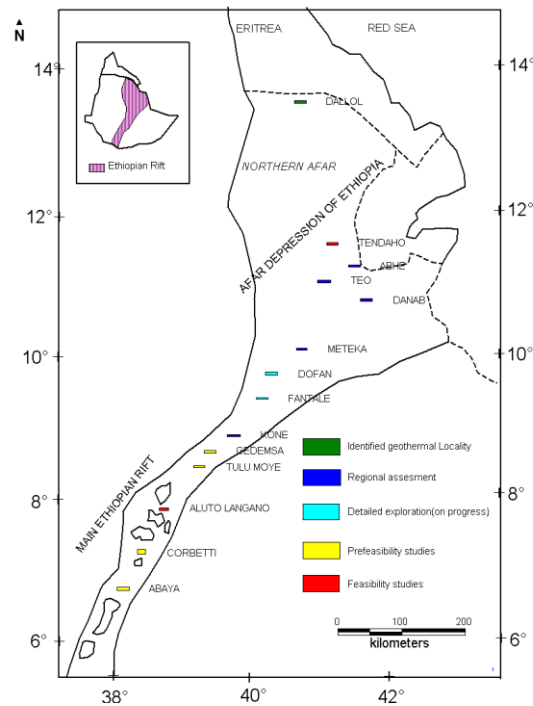 N
ERITREA
RED SEA
14°
14°
Ethiopian Rift
DALLOL
NORTHERN AFAR
AFAR DEPRESSION OF ETHIOPIA
12°
12°
TENDAHO
ABHE
TEO
DANAB
10°
10°
METEKA
DOFAN
FANTALE
KONE
GEDEMSA
TULU MOYE
MAIN ETHIOPIAN RIFT
8°
8°
ALUTO LANGANO
CORBETTI
ABAYA
6°
6°
Identified geothermal Locality
Regional assesment
Detailed exploration(on progress)
Prefeasibility studies
Feasibility studies
0 100 200
kilometers
38°
40°
42°